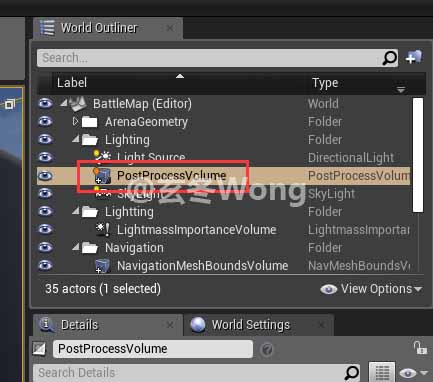 World Outliner
Search...
Label Type
BattleMap (Editor) World
ArenaGeometry Folder
Lighting Folder
Light Source DirectionalLight
PostProcessVolume PostProcessVolum
SkyLight SkyLight
@玄冬Wong
Lighting Folder
LightmassImportanceVolume LightmassImportanc
Navigation Folder
NavigationMeshBoundsVolume NavMeshBoundsV
35 actors (1 selected) View Options
Details World Settings
PostProcessVolume
Search Details